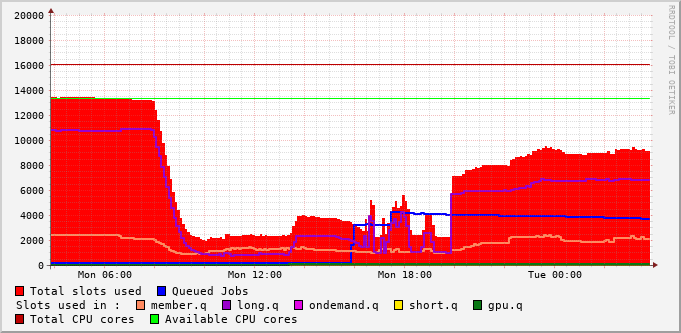 20000
18000
16000
14000
12000
10000
8000
6000
4000
2000
0
Mon 06:00 Mon 12:00 Mon 18:00 Tue 00:00
Total slots used Queued Jobs
Slots used in : member.q long.q ondemand.q short.q gpu.q
Total CPU cores Available CPU cores
RRDTOOL / TOBI OETIKER